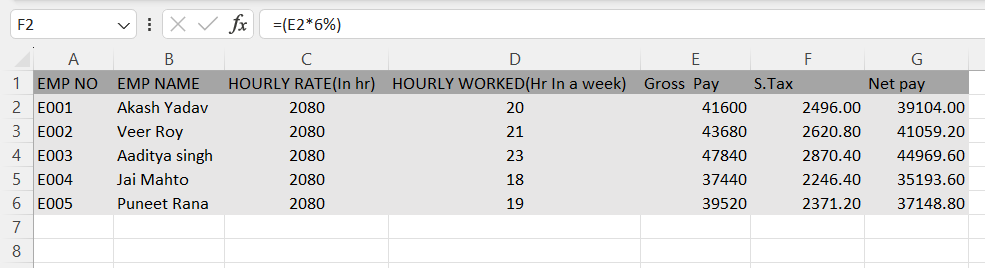 F2 fx =(E2*6%)
A B C D E F G
1 EMP NO EMP NAME HOURLY RATE(In hr) HOURLY WORKED(Hr In a week) Gross Pay S.Tax Net pay
2 E001 Akash Yadav 2080 20 41600 2496.00 39104.00
3 E002 Veer Roy 2080 21 43680 2620.80 41059.20
4 E003 Aaditya singh 2080 23 47840 2870.40 44969.60
5 E004 Jai Mahto 2080 18 37440 2246.40 35193.60
6 E005 Puneet Rana 2080 19 39520 2371.20 37148.80
7
8